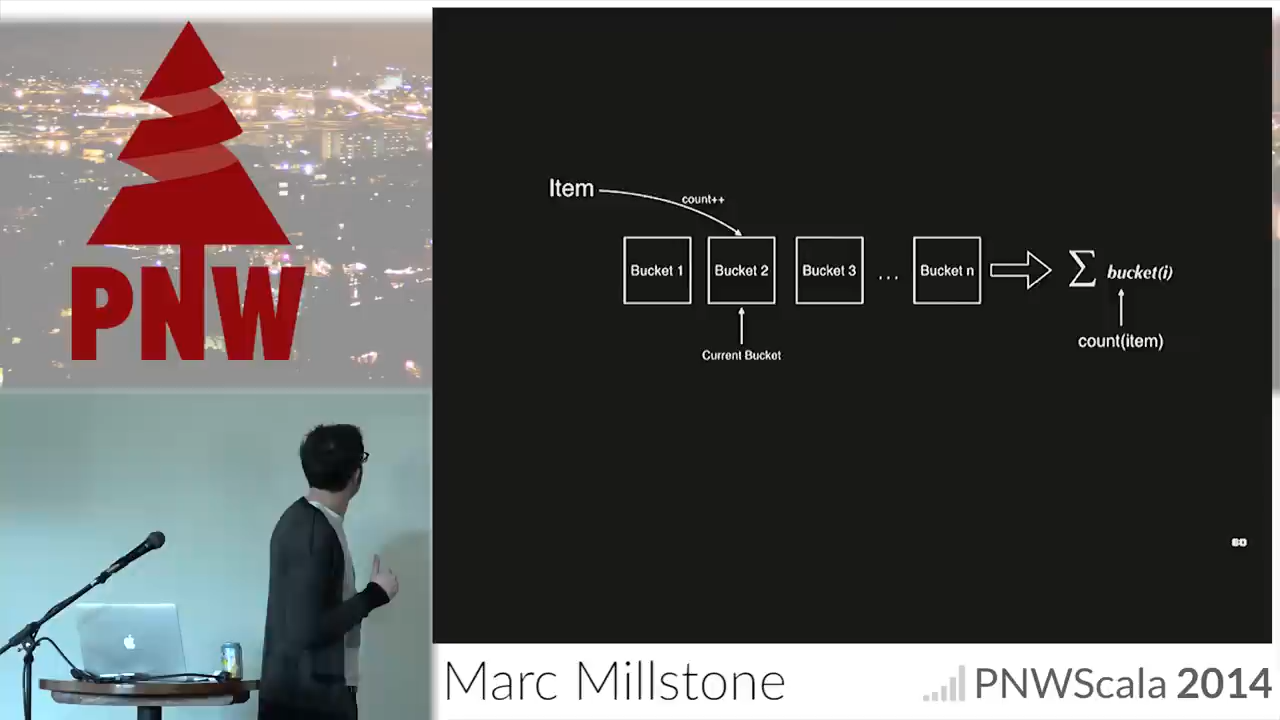 PNW
Item
count++
Bucket 1
Bucket 2
Bucket 3
...
Bucket n
∑ bucket(i)
Current Bucket
count(item)
Marc Millstone
PNWScala 2014